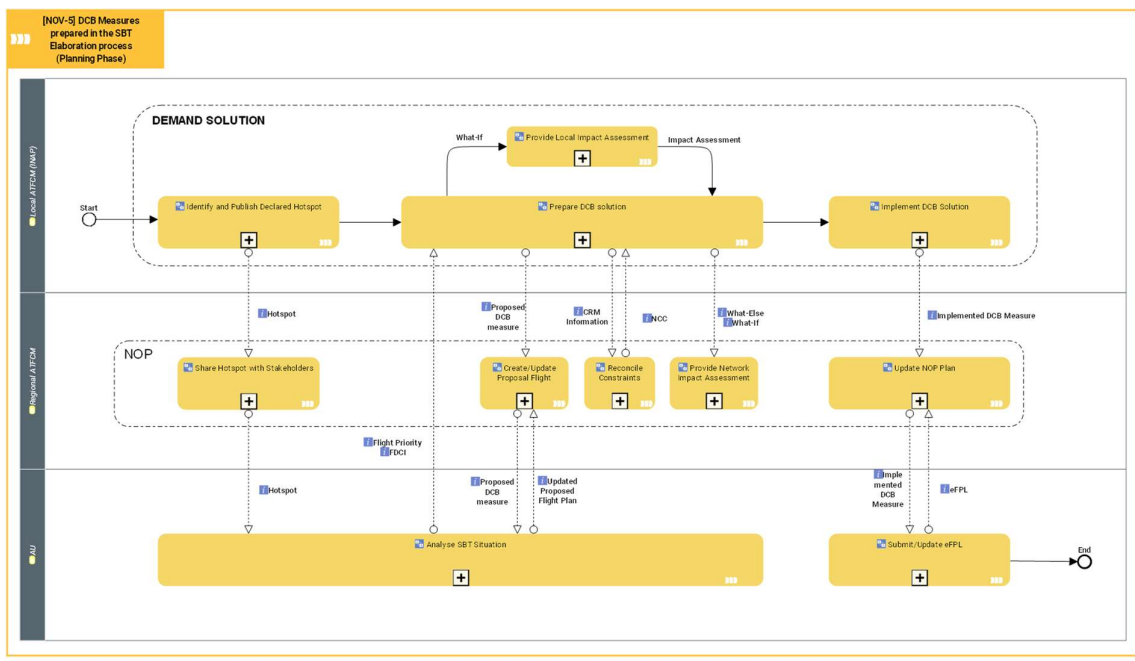 [NOV-5] DCB Measures
prepared in the SBT
Elaboration process
(Planning Phase)
Local ATFCM (INAP)
DEMAND SOLUTION
What-If
Provide Local Impact Assessment
Impact Assessment
Start
Identify and Publish Declared Hotspot
Prepare DCB solution
Implement DCB Solution
Regional ATFCM
Hotspot
Proposed
DCB
measure
CRM
Information
NCC
What-Else
What-If
Implemented DCB Measure
NOP
Share Hotspot with Stakeholders
Create/Update
Proposal Flight
Reconcile
Constraints
Provide Network
Impact Assessment
Update NOP Plan
Flight Priority
FDCI
AU
Hotspot
Proposed
DCB
measure
Updated
Proposed
Flight Plan
Imple
mented
DCB
Measure
eFPL
Analyse SBT Situation
Submit/Update eFPL
End